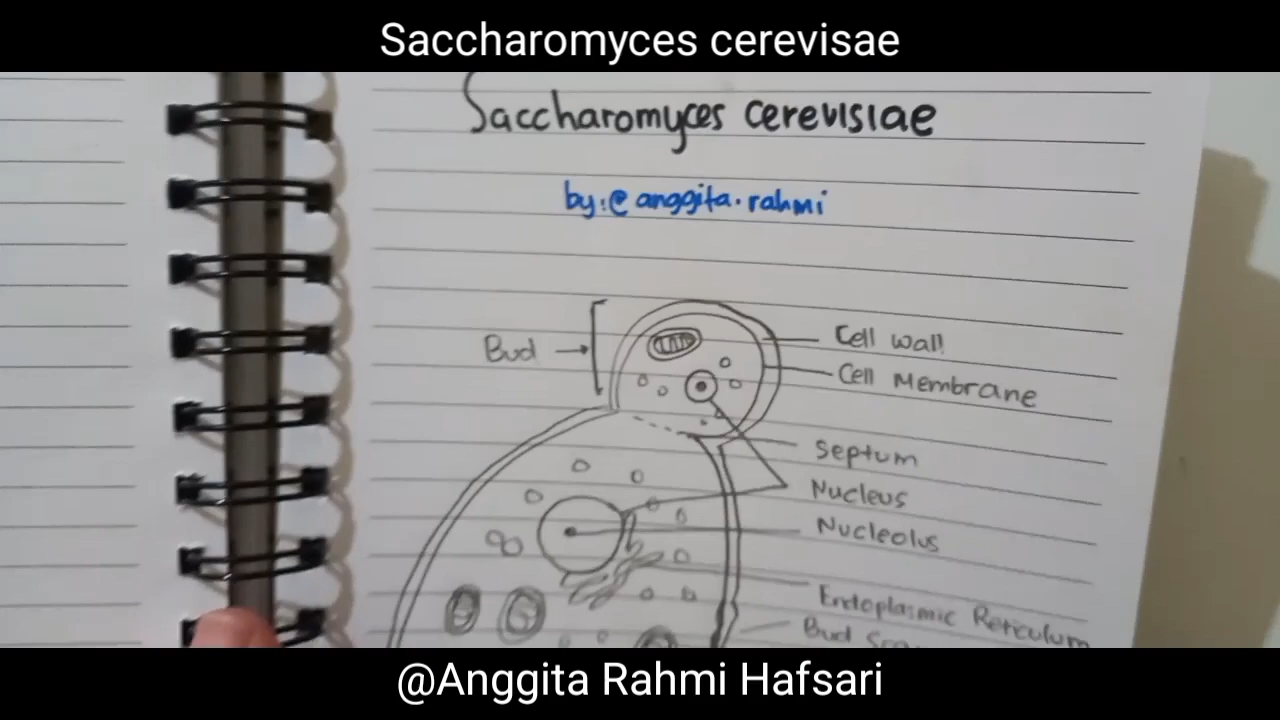 Saccharomyces cerevisae
Saccharomyces cerevisiae
by:@anggita.rahmi
Bud
Cell wall
Cell Membrane
Septum
Nucleus
Nucleolus
Endoplasmic Reticulum
Bud
@Anggita Rahmi Hafsari